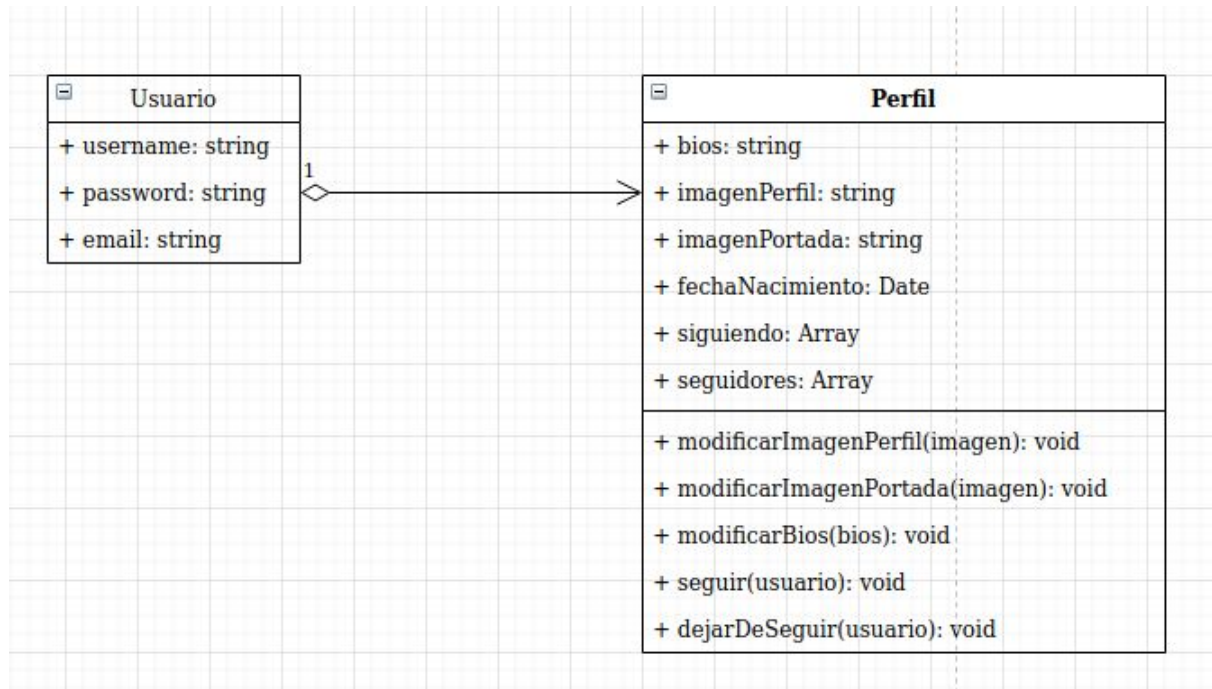 Usuario
+ username: string
+ password: string
+ email: string
1
Perfil
+ bios: string
+ imagenPerfil: string
+ imagenPortada: string
+ fechaNacimiento: Date
+ siguiendo: Array
+ seguidores: Array
+ modificarImagenPerfil(imagen): void
+ modificarImagenPortada(imagen): void
+ modificarBios(bios): void
+ seguir(usuario): void
+ dejarDeSeguir(usuario): void